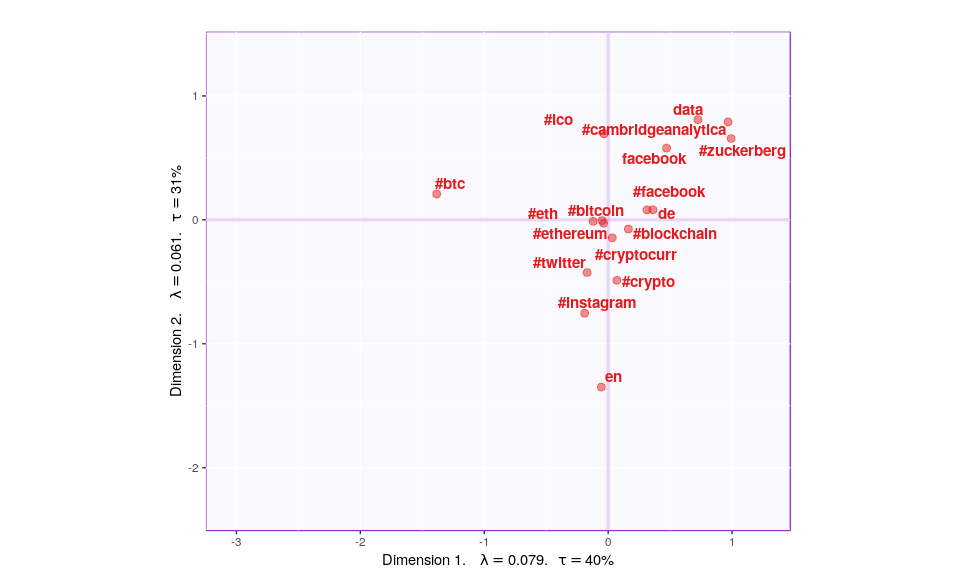 data
#ico
#cambridgeanalytica
#zuckerberg
facebook
#btc
#facebook
#eth
#bitcoin
de
#ethereum
#blockchain
#cryptocurr
#twitter
#crypto
#instagram
en
1
0
-1
-2
-3
-2
-1
0
1
Dimension 2. λ = 0.061. τ = 31%
Dimension 1. λ = 0.079. τ = 40%